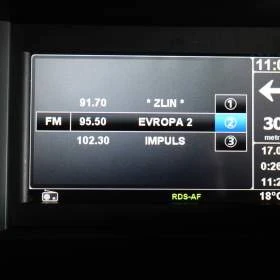 11:0
91.70 * ZLIN * ①
FM 95.50 EVROPA 2 ②
30
102.30 IMPULS ③
metr
17.0
0:26
11:2
RDS-AF 18°